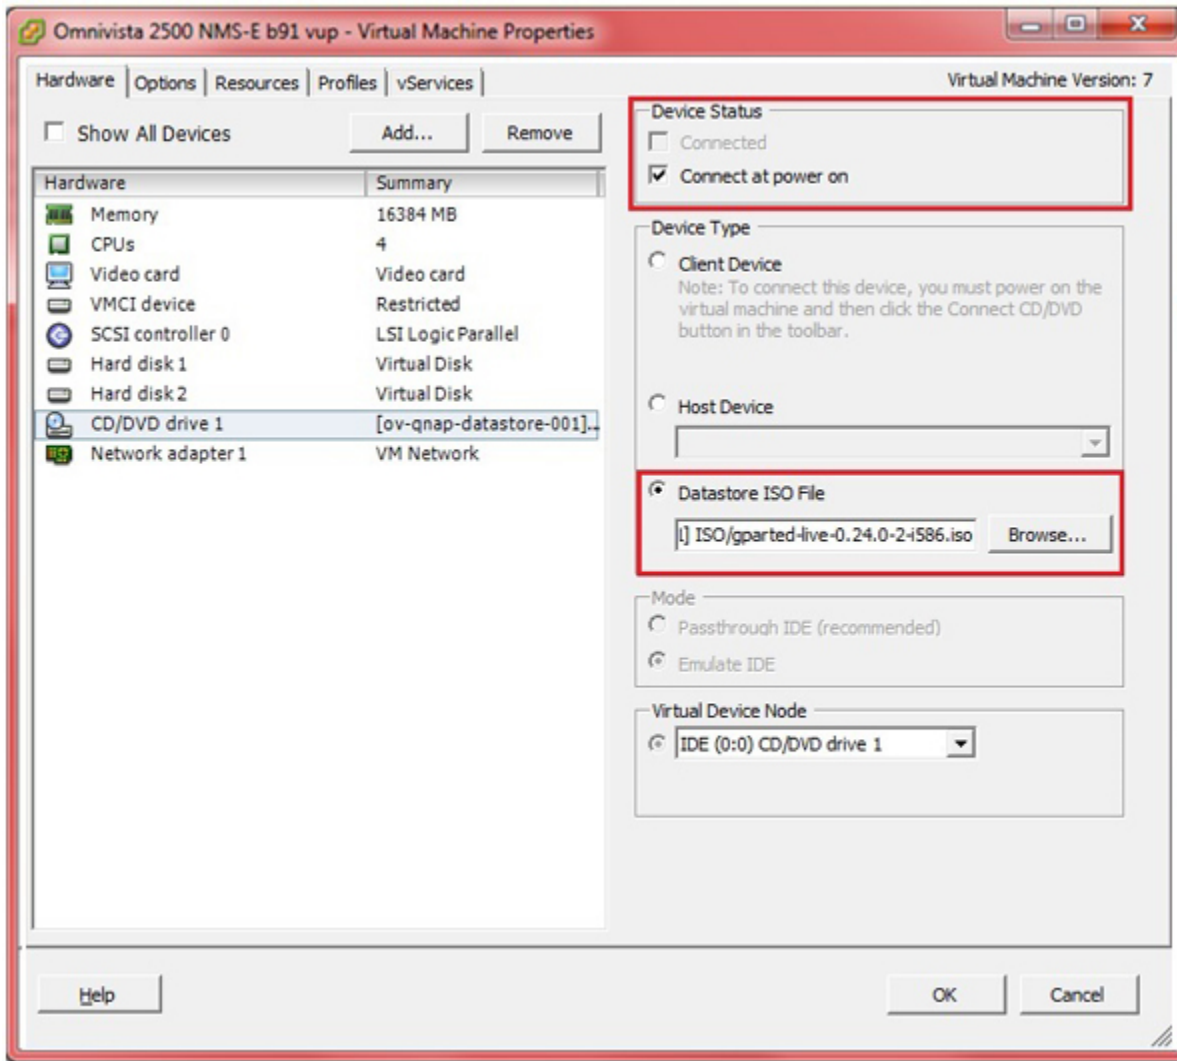 Omnivista 2500 NMS-E b91 vup - Virtual Machine Properties
Hardware Options Resources Profiles vServices
Virtual Machine Version: 7
Show All Devices
Add...
Remove
Hardware Summary
Memory 16384 MB
CPUs 4
Video card Video card
VMCI device Restricted
SCSI controller 0 LSI Logic Parallel
Hard disk 1 Virtual Disk
Hard disk 2 Virtual Disk
CD/DVD drive 1 [ov-qnap-datastore-001]..
Network adapter 1 VM Network
Device Status
Connected
Connect at power on
Device Type
Client Device
Note: To connect this device, you must power on the
virtual machine and then click the Connect CD/DVD
button in the toolbar.
Host Device
Datastore ISO File
1] ISO/gparted-live-0.24.0-2-i586.iso
Browse...
Mode
Passthrough IDE (recommended)
Emulate IDE
Virtual Device Node
IDE (0:0) CD/DVD drive 1
Help
OK
Cancel